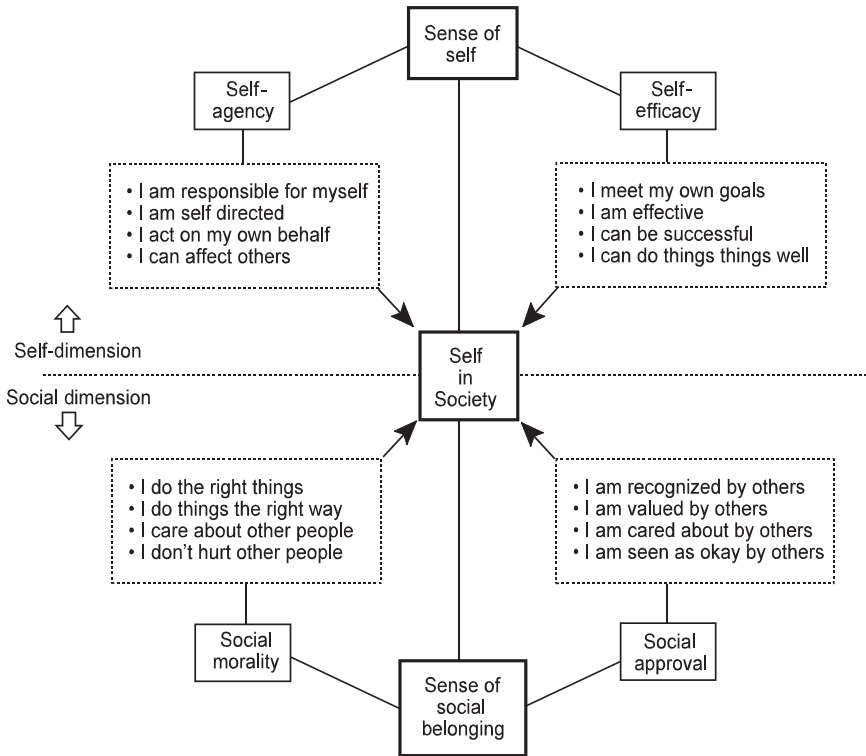 Sense of
self
Self-
agency
Self-
efficacy
• I am responsible for myself
• I am self directed
• I act on my own behalf
• I can affect others
• I meet my own goals
• I am effective
• I can be successful
• I can do things things well
Self-dimension
Social dimension
Self
in
Society
• I do the right things
• I do things the right way
• I care about other people
• I don't hurt other people
• I am recognized by others
• I am valued by others
• I am cared about by others
• I am seen as okay by others
Social
morality
Social
approval
Sense of
social
belonging